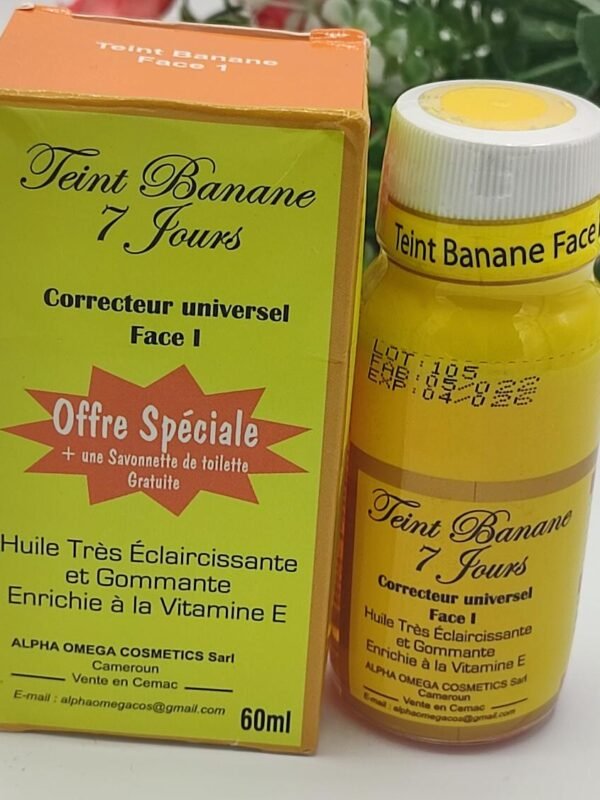 Teint Banane
Face 1
Teint Banane
7 Jours
Correcteur universel
Face I
Offre Spéciale
+ une Savonnette de toilette
Gratuite
Huile Très Éclaircissante
et Gommante
Enrichie à la Vitamine E
ALPHA OMEGA COSMETICS Sarl
Cameroun
Vente en Cemac
E-mail : alphaomegacos@gmail.com
60ml
Teint Banane Face
LOT:105
FAB:05/
EXP:04/
Teint Banane
7 Jours
Correcteur universel
Face I
Huile Très Éclaircissante
et Gommante
Enrichie à la Vitamine E
ALPHA OMEGA COSMETICS Sarl
Cameroun
Vente en Cemac
E-mail : alphaomegacos@gmail.com